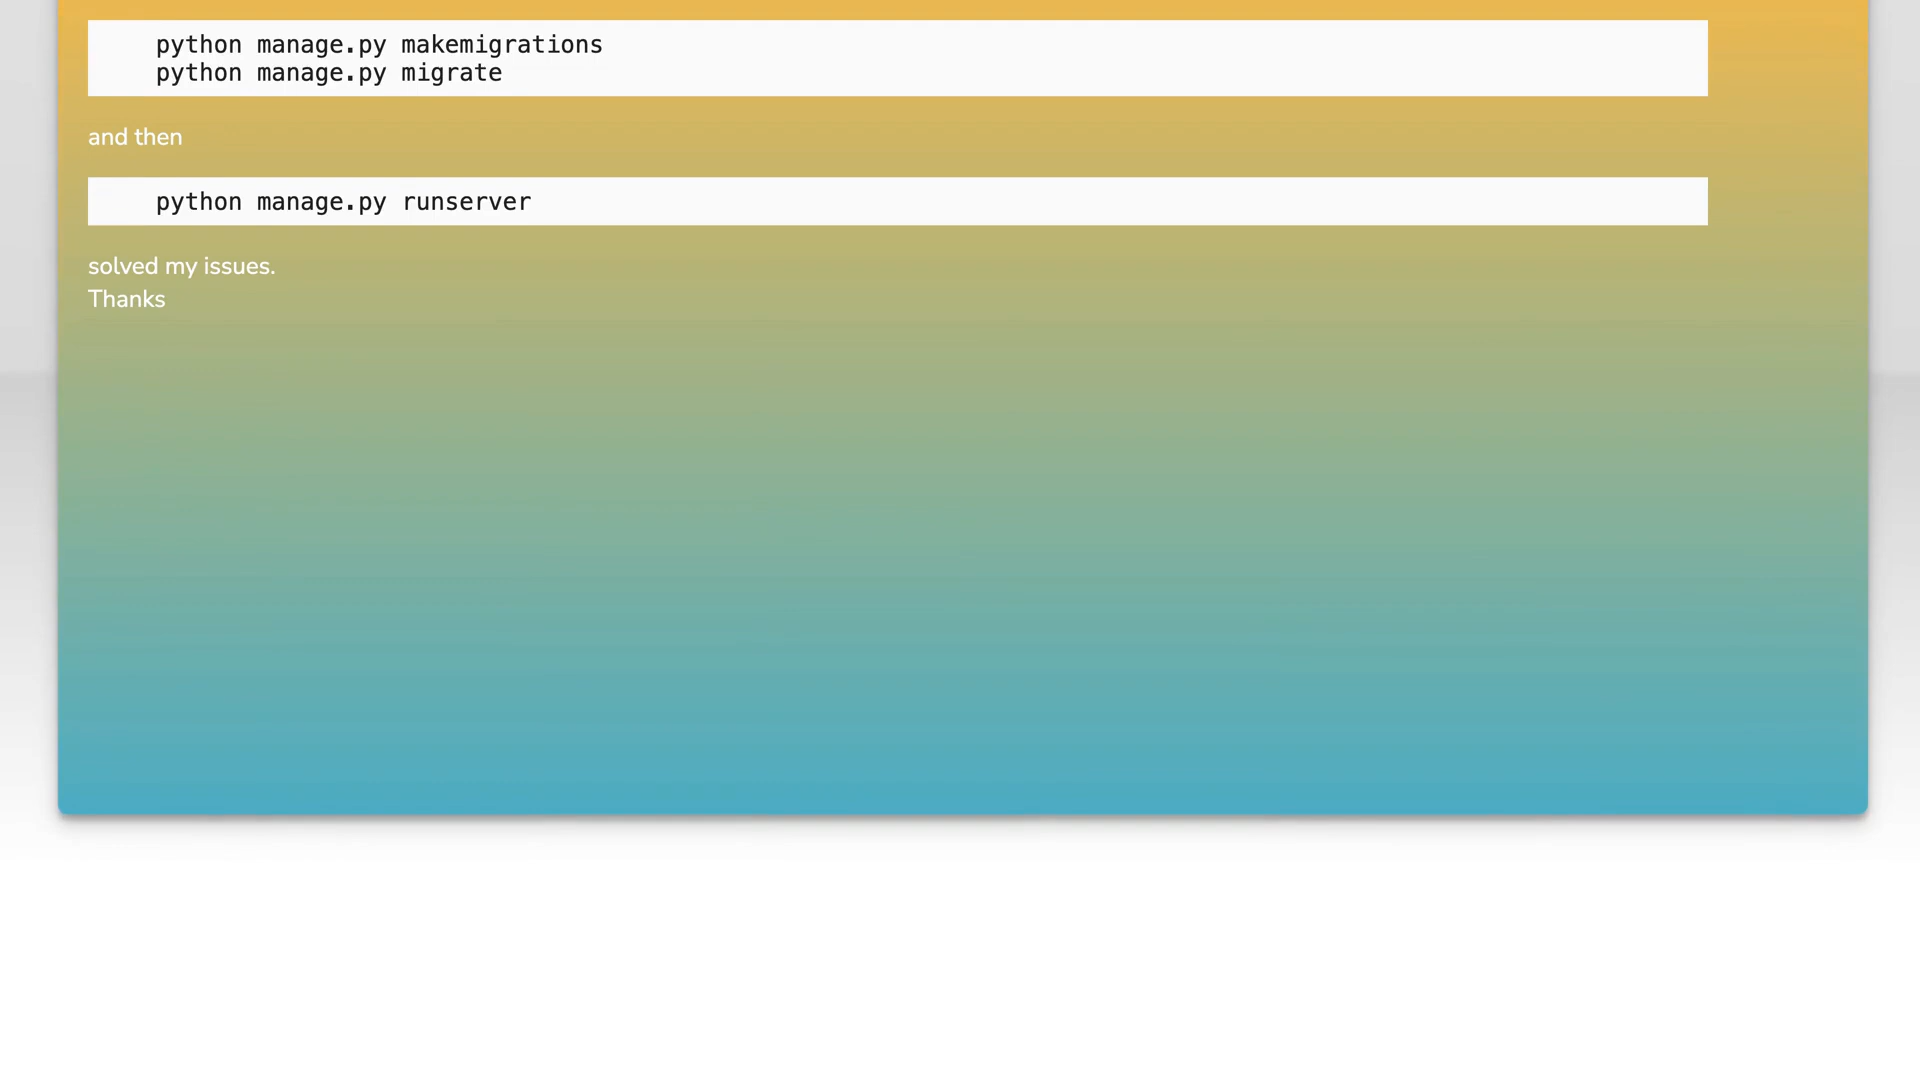 python manage.py makemigrations
python manage.py migrate
and then
python manage.py runserver
solved my issues.
Thanks